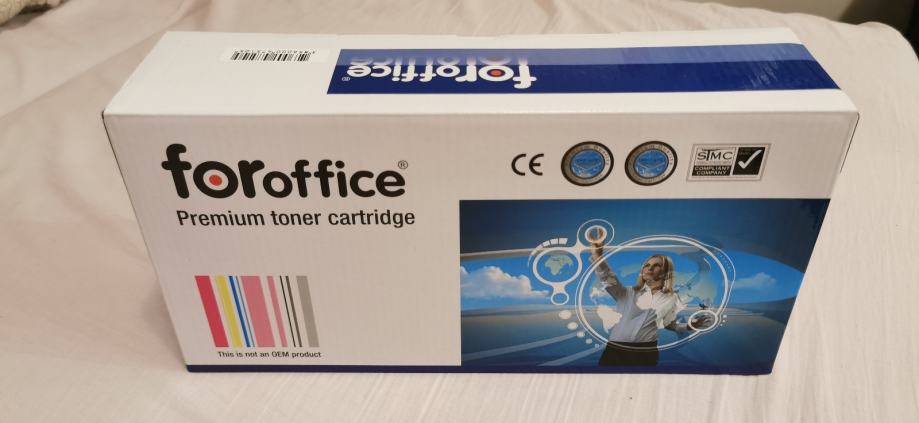 foroffice®
foroffice®
Premium toner cartridge
CE
STMC
COMPLIANT
COMPANY
This is not an OEM product